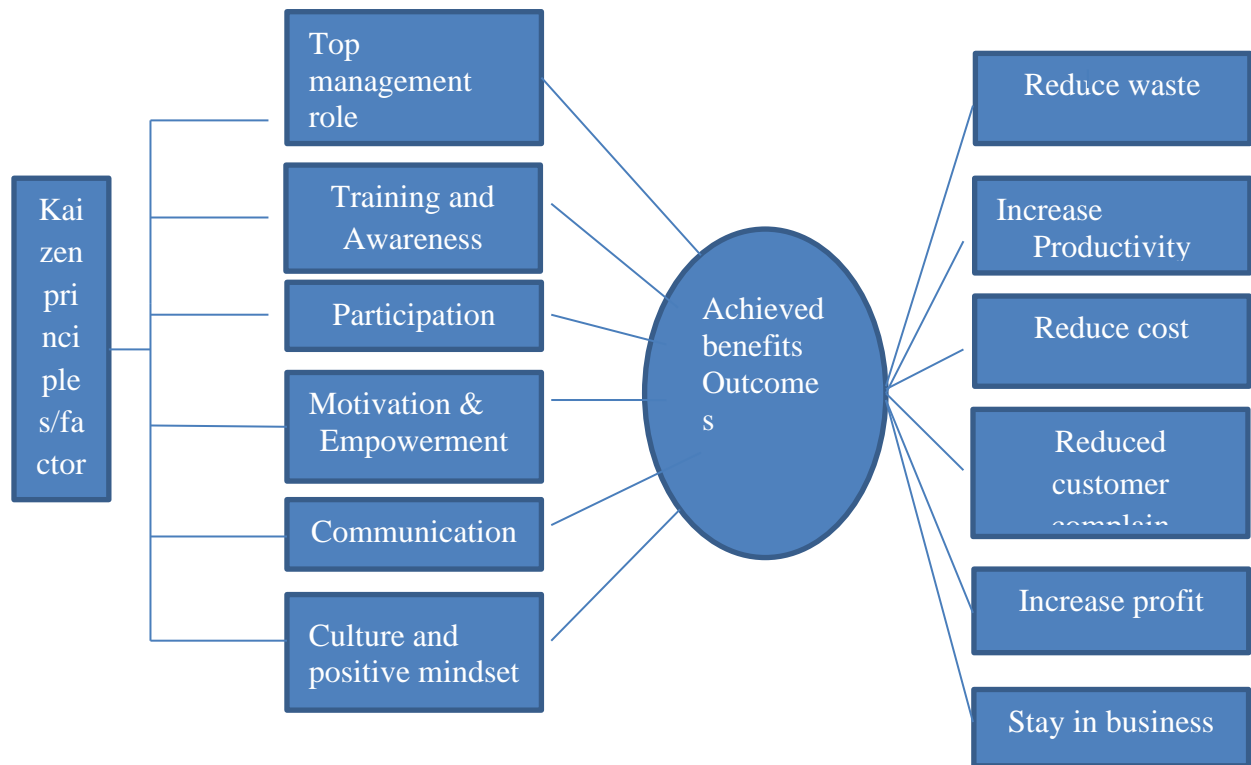 Kai
zen
pri
nci
ple
s/fa
ctor
Top
management
role
Training and
Awareness
Participation
Motivation &
Empowerment
Communication
Culture and
positive mindset
Achieved
benefits
Outcome
s
Reduce waste
Increase
Productivity
Reduce cost
Reduced
customer
complain
Increase profit
Stay in business